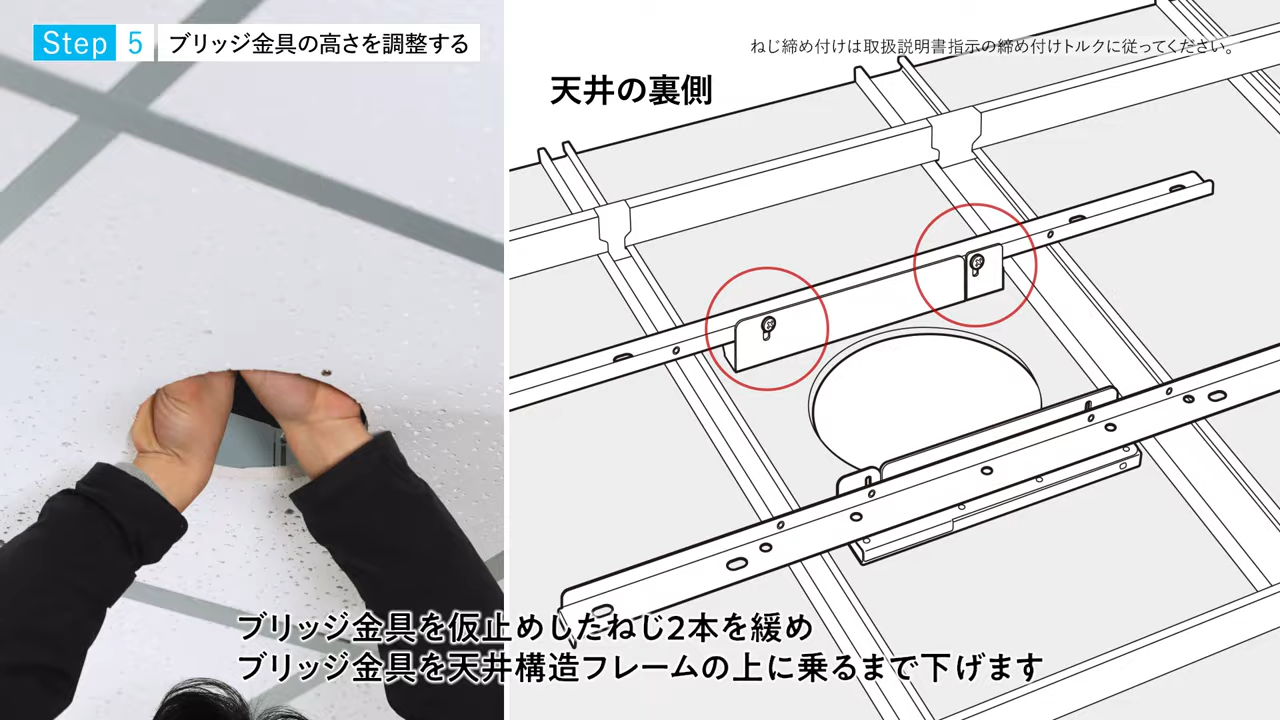 Step 5 ブリッジ金具の高さを調整する
ねじ締め付けは取扱説明書指示の締め付けトルクに従ってください。
天井の裏側
ブリッジ金具を仮止めしたねじ2本を緩め
ブリッジ金具を天井構造フレームの上に乗るまで下げます